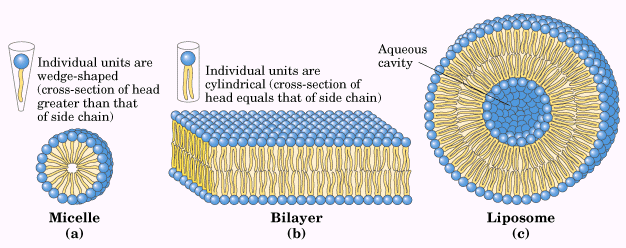 Individual units are
wedge-shaped
(cross-section of head
greater than that
of side chain)
Micelle
(a)
Individual units are
cylindrical (cross-section of
head equals that of side chain)
Bilayer
(b)
Aqueous
cavity
Liposome
(c)